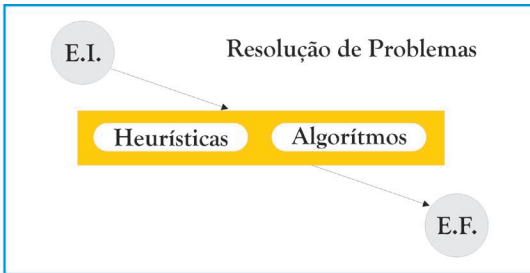 E.I.
Resolução de Problemas
Heurísticas
Algorítmos
E.F.